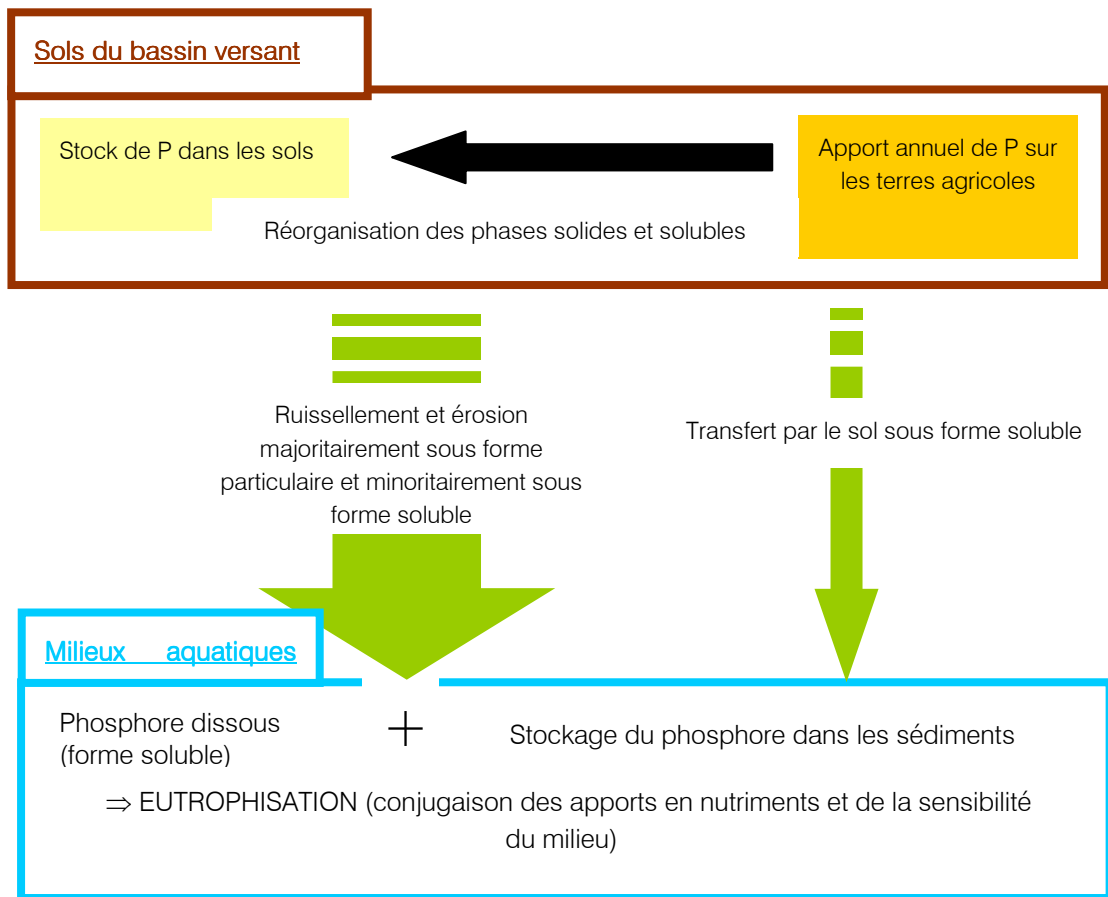 Sols du bassin versant
Stock de P dans les sols
Apport annuel de P sur
les terres agricoles
Réorganisation des phases solides et solubles
Ruissellement et érosion
majoritairement sous forme
particulaire et minoritairement sous
forme soluble
Transfert par le sol sous forme soluble
Milieux aquatiques
Phosphore dissous
(forme soluble)
+
Stockage du phosphore dans les sédiments
⇒ EUTROPHISATION (conjugaison des apports en nutriments et de la sensibilité
du milieu)